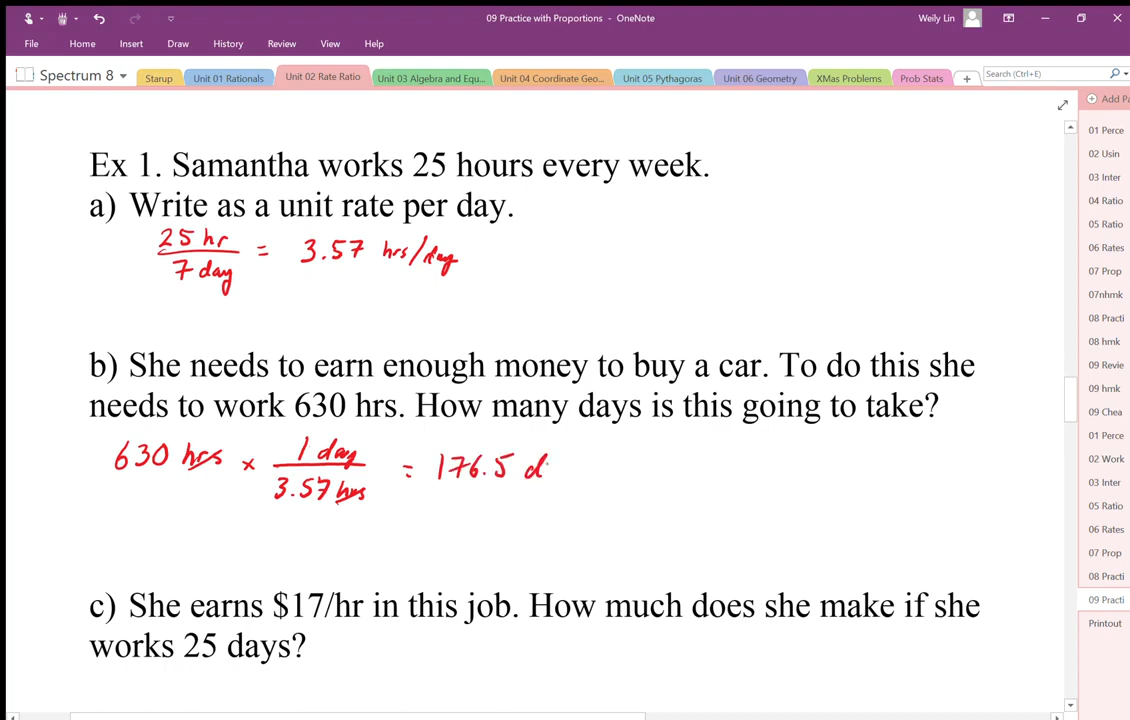 09 Practice with Proportions - OneNote
Weily Lin
File Home Insert Draw History Review View Help
Spectrum 8 Starup Unit 01 Rationals Unit 02 Rate Ratio Unit 03 Algebra and Equ... Unit 04 Coordinate Geo... Unit 05 Pythagoras Unit 06 Geometry XMas Problems Prob Stats + Search (Ctrl+E)
Ex 1. Samantha works 25 hours every week.
a) Write as a unit rate per day.
25 hr
7 day
= 3.57 hrs/day
b) She needs to earn enough money to buy a car. To do this she
needs to work 630 hrs. How many days is this going to take?
630 hrs × 1 day
3.57 hrs
= 176.5 d
c) She earns $17/hr in this job. How much does she make if she
works 25 days?
Add Pa
01 Perce
02 Usin
03 Inter
04 Ratio
05 Ratio
06 Rates
07 Prop
07nhmk
08 Practi
08 hmk
09 Revie
09 hmk
09 Chea
01 Perce
02 Work
03 Inter
05 Ratio
06 Rates
07 Prop
08 Practi
09 Practi
Printout